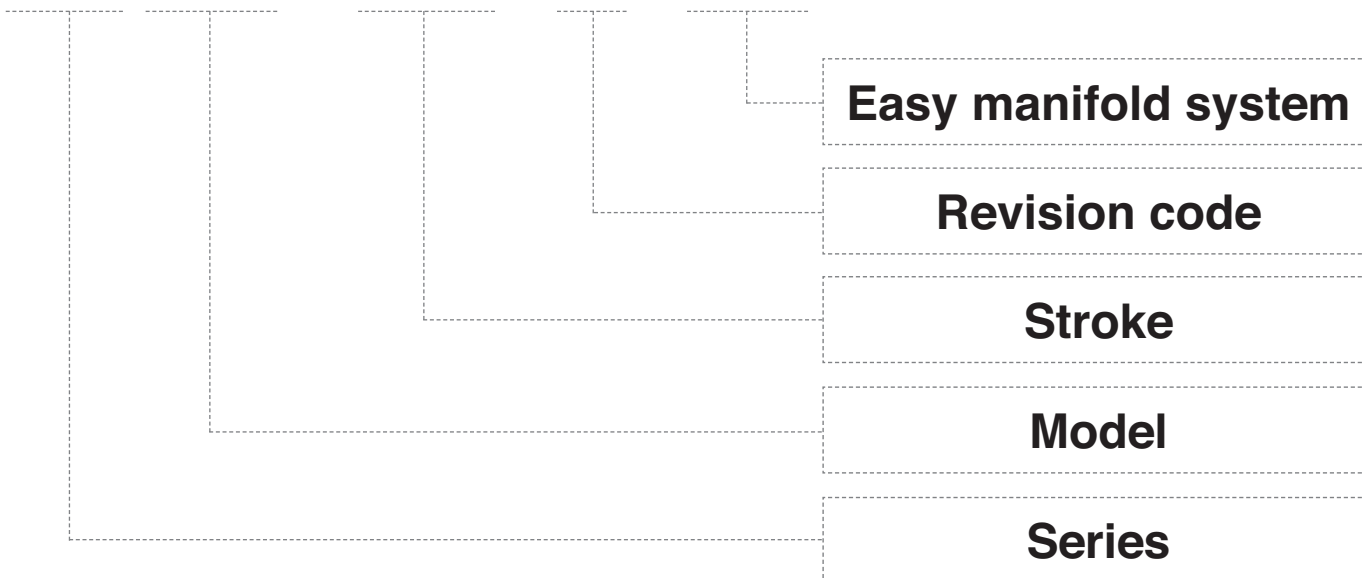 Easy manifold system
Revision code
Stroke
Model
Series